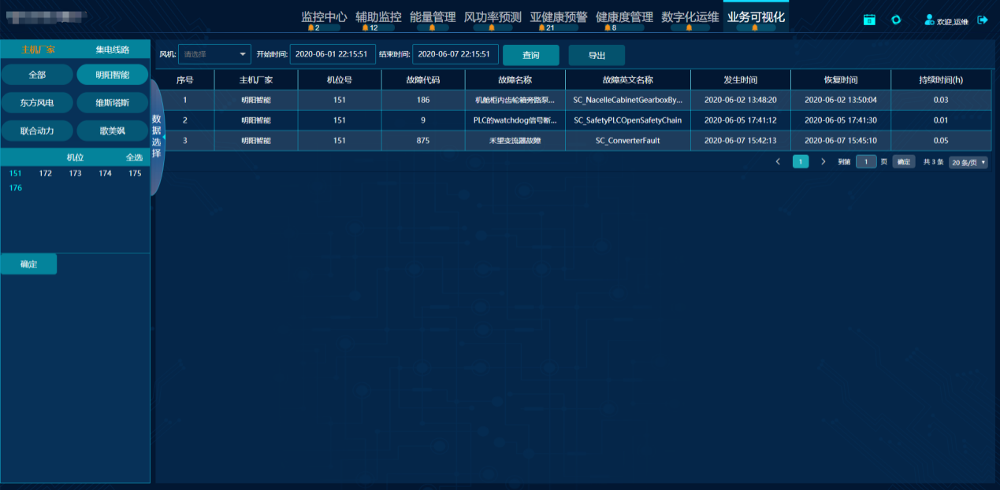 监控中心 辅助监控 能量管理 风功率预测 亚健康预警 健康度管理 数字化运维 业务可视化
2 12 21 8
欢迎,运维
主机厂家 集电线路
全部 明阳智能
东方风电 维斯塔斯
联合动力 歌美飒
机位 全选
151 172 173 174 175
176
确定
数据选择
风机: 请选择 开始时间: 2020-06-01 22:15:51 结束时间: 2020-06-07 22:15:51 查询 导出
序号 主机厂家 机位号 故障代码 故障名称 故障英文名称 发生时间 恢复时间 持续时间(h)
1 明阳智能 151 186 机舱柜内齿轮箱旁路泵... SC_NacelleCabinetGearboxBy... 2020-06-02 13:48:20 2020-06-02 13:50:04 0.03
2 明阳智能 151 9 PLC的watchdog信号断... SC_SafetyPLCOpenSafetyChain 2020-06-05 17:41:12 2020-06-05 17:41:30 0.01
3 明阳智能 151 875 禾望变流器故障 SC_ConverterFault 2020-06-07 15:42:13 2020-06-07 15:45:10 0.05
1 到第 1 页 确定 共 3 条 20 条/页